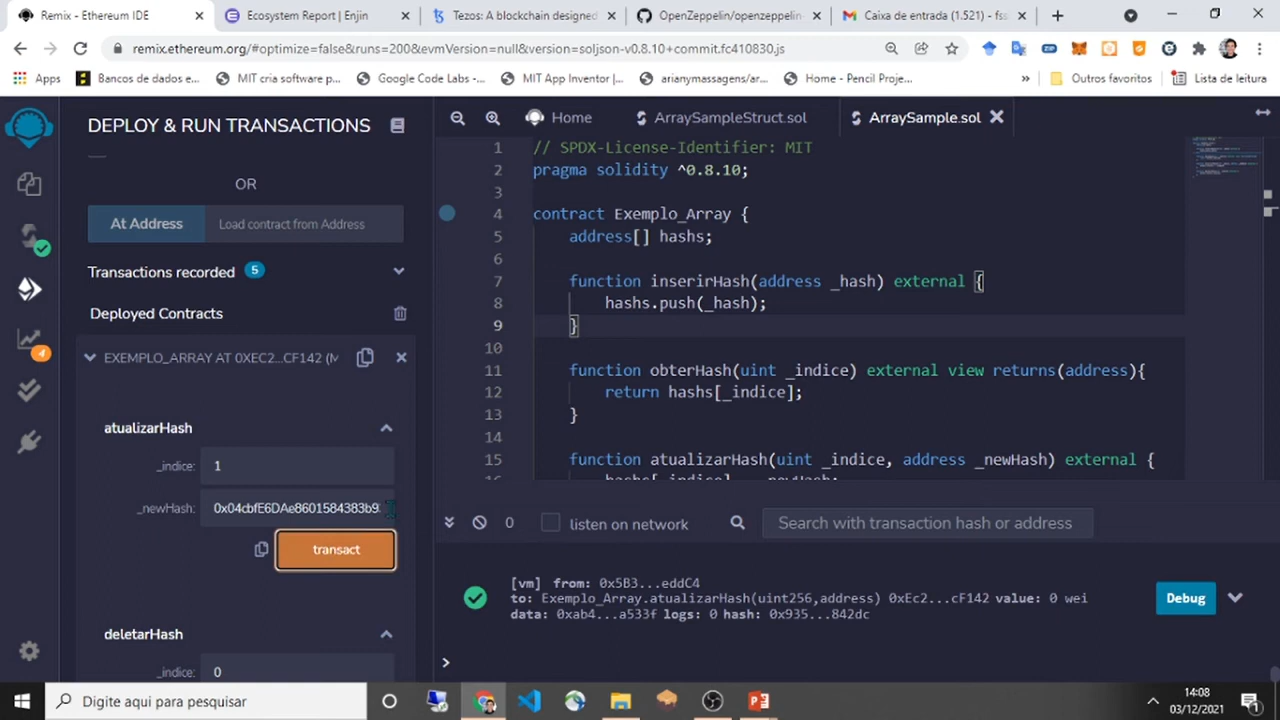 Remix - Ethereum IDE
Ecosystem Report | Enjin
Tezos: A blockchain designed
OpenZeppelin/openzeppelin-
Caixa de entrada (1.521) - fss
remix.ethereum.org/#optimize=false&runs=200&evmVersion=null&version=soljson-v0.8.10+commit.fc410830.js
Apps
Bancos de dados e...
MIT cria software p...
Google Code Labs -...
MIT App Inventor |...
arianymassagens/ar...
Home - Pencil Proje...
»
Outros favoritos
Lista de leitura
DEPLOY & RUN TRANSACTIONS
OR
At Address
Load contract from Address
Transactions recorded 5
Deployed Contracts
EXEMPLO_ARRAY AT 0XEC2...CF142 (M
atualizarHash
_indice: 1
_newHash: 0x04cbfE6DAe8601584383b9
transact
deletarHash
_indice: 0
4
Home
ArraySampleStruct.sol
ArraySample.sol
1 // SPDX-License-Identifier: MIT
2 pragma solidity ^0.8.10;
3
4 contract Exemplo_Array {
5 address[] hashs;
6
7 function inserirHash(address _hash) external {
8 hashs.push(_hash);
9 }
10
11 function obterHash(uint _indice) external view returns(address){
12 return hashs[_indice];
13 }
14
15 function atualizarHash(uint _indice, address _newHash) external {
0
listen on network
Search with transaction hash or address
[vm] from: 0x5B3...eddC4
to: Exemplo_Array.atualizarHash(uint256,address) 0xEc2...cF142 value: 0 wei
data: 0xab4...a533f logs: 0 hash: 0x935...842dc
Debug
>
Digite aqui para pesquisar
14:08
03/12/2021
1